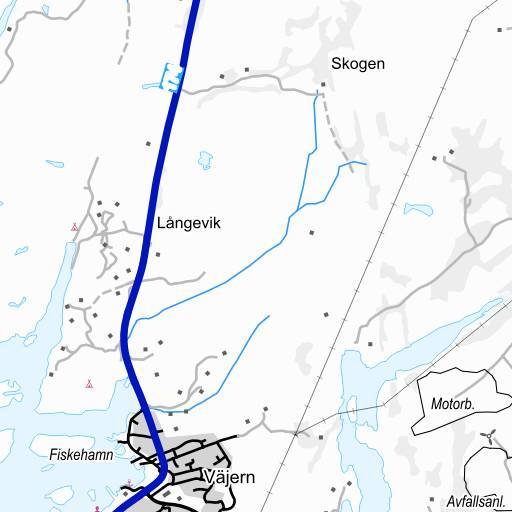 Skogen
Långevik
Motorb.
Fiskehamn
Väjern
Avfallsanl.